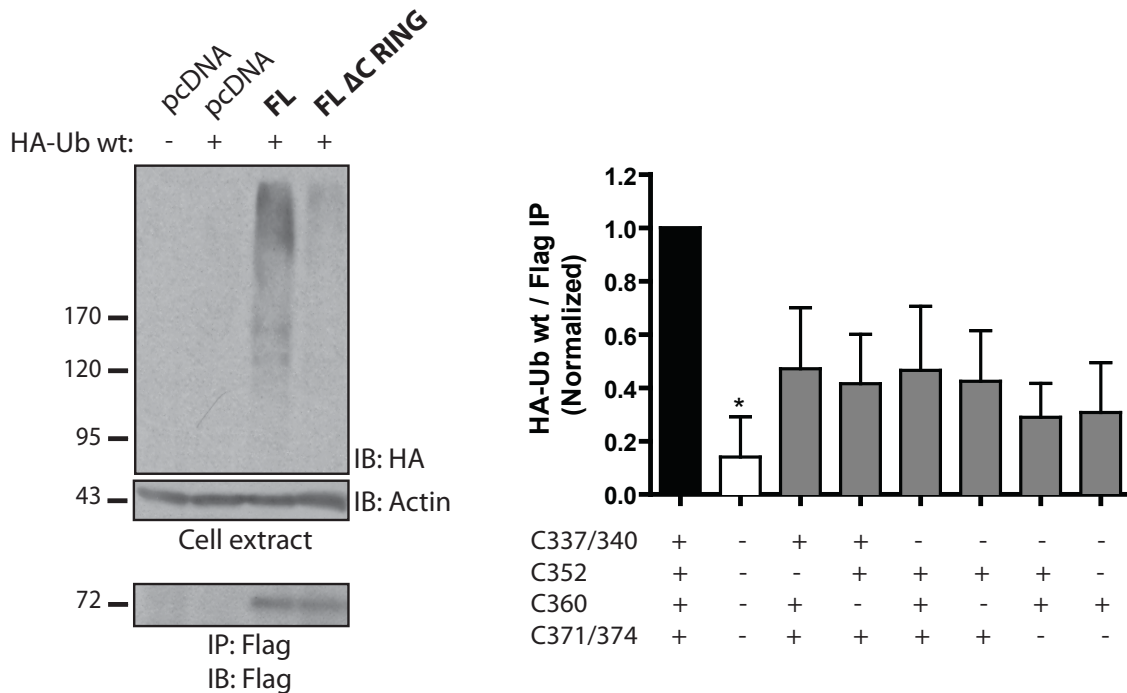 pcDNA
pcDNA
FL
FL ΔC RING
HA-Ub wt: - + + +
170
120
95
IB: HA
43
IB: Actin
Cell extract
72
IP: Flag
IB: Flag
HA-Ub wt / Flag IP
(Normalized)
1.2
1.0
0.8
0.6
0.4
0.2
0.0
*
C337/340 + - + + - - - -
C352 + - - + + + + -
C360 + - + - + - + +
C371/374 + - + + + + - -